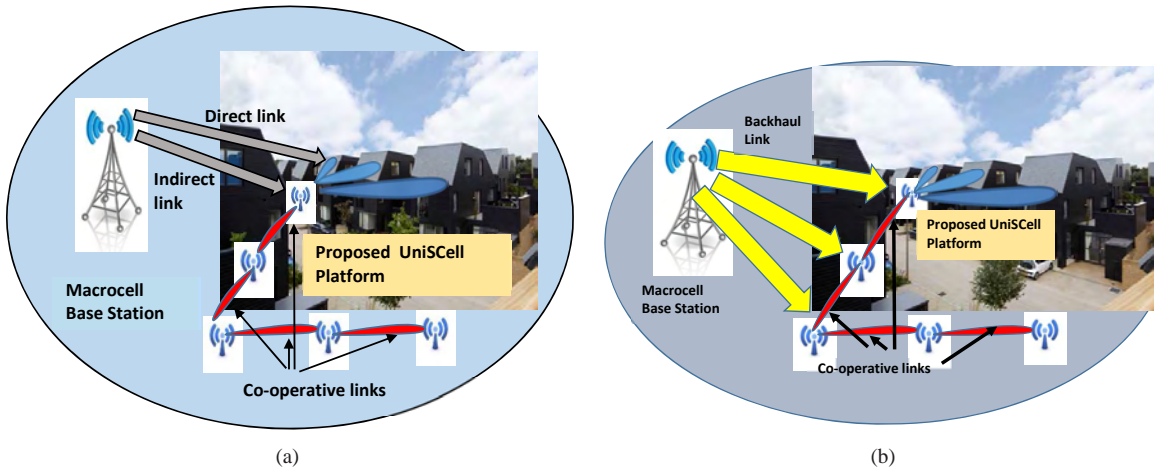 Direct link
Indirect
link
Proposed UniSCell
Platform
Macrocell
Base Station
Co-operative links
(a)
Backhaul
Link
Proposed UniSCell
Platform
Macrocell
Base Station
Co-operative links
(b)